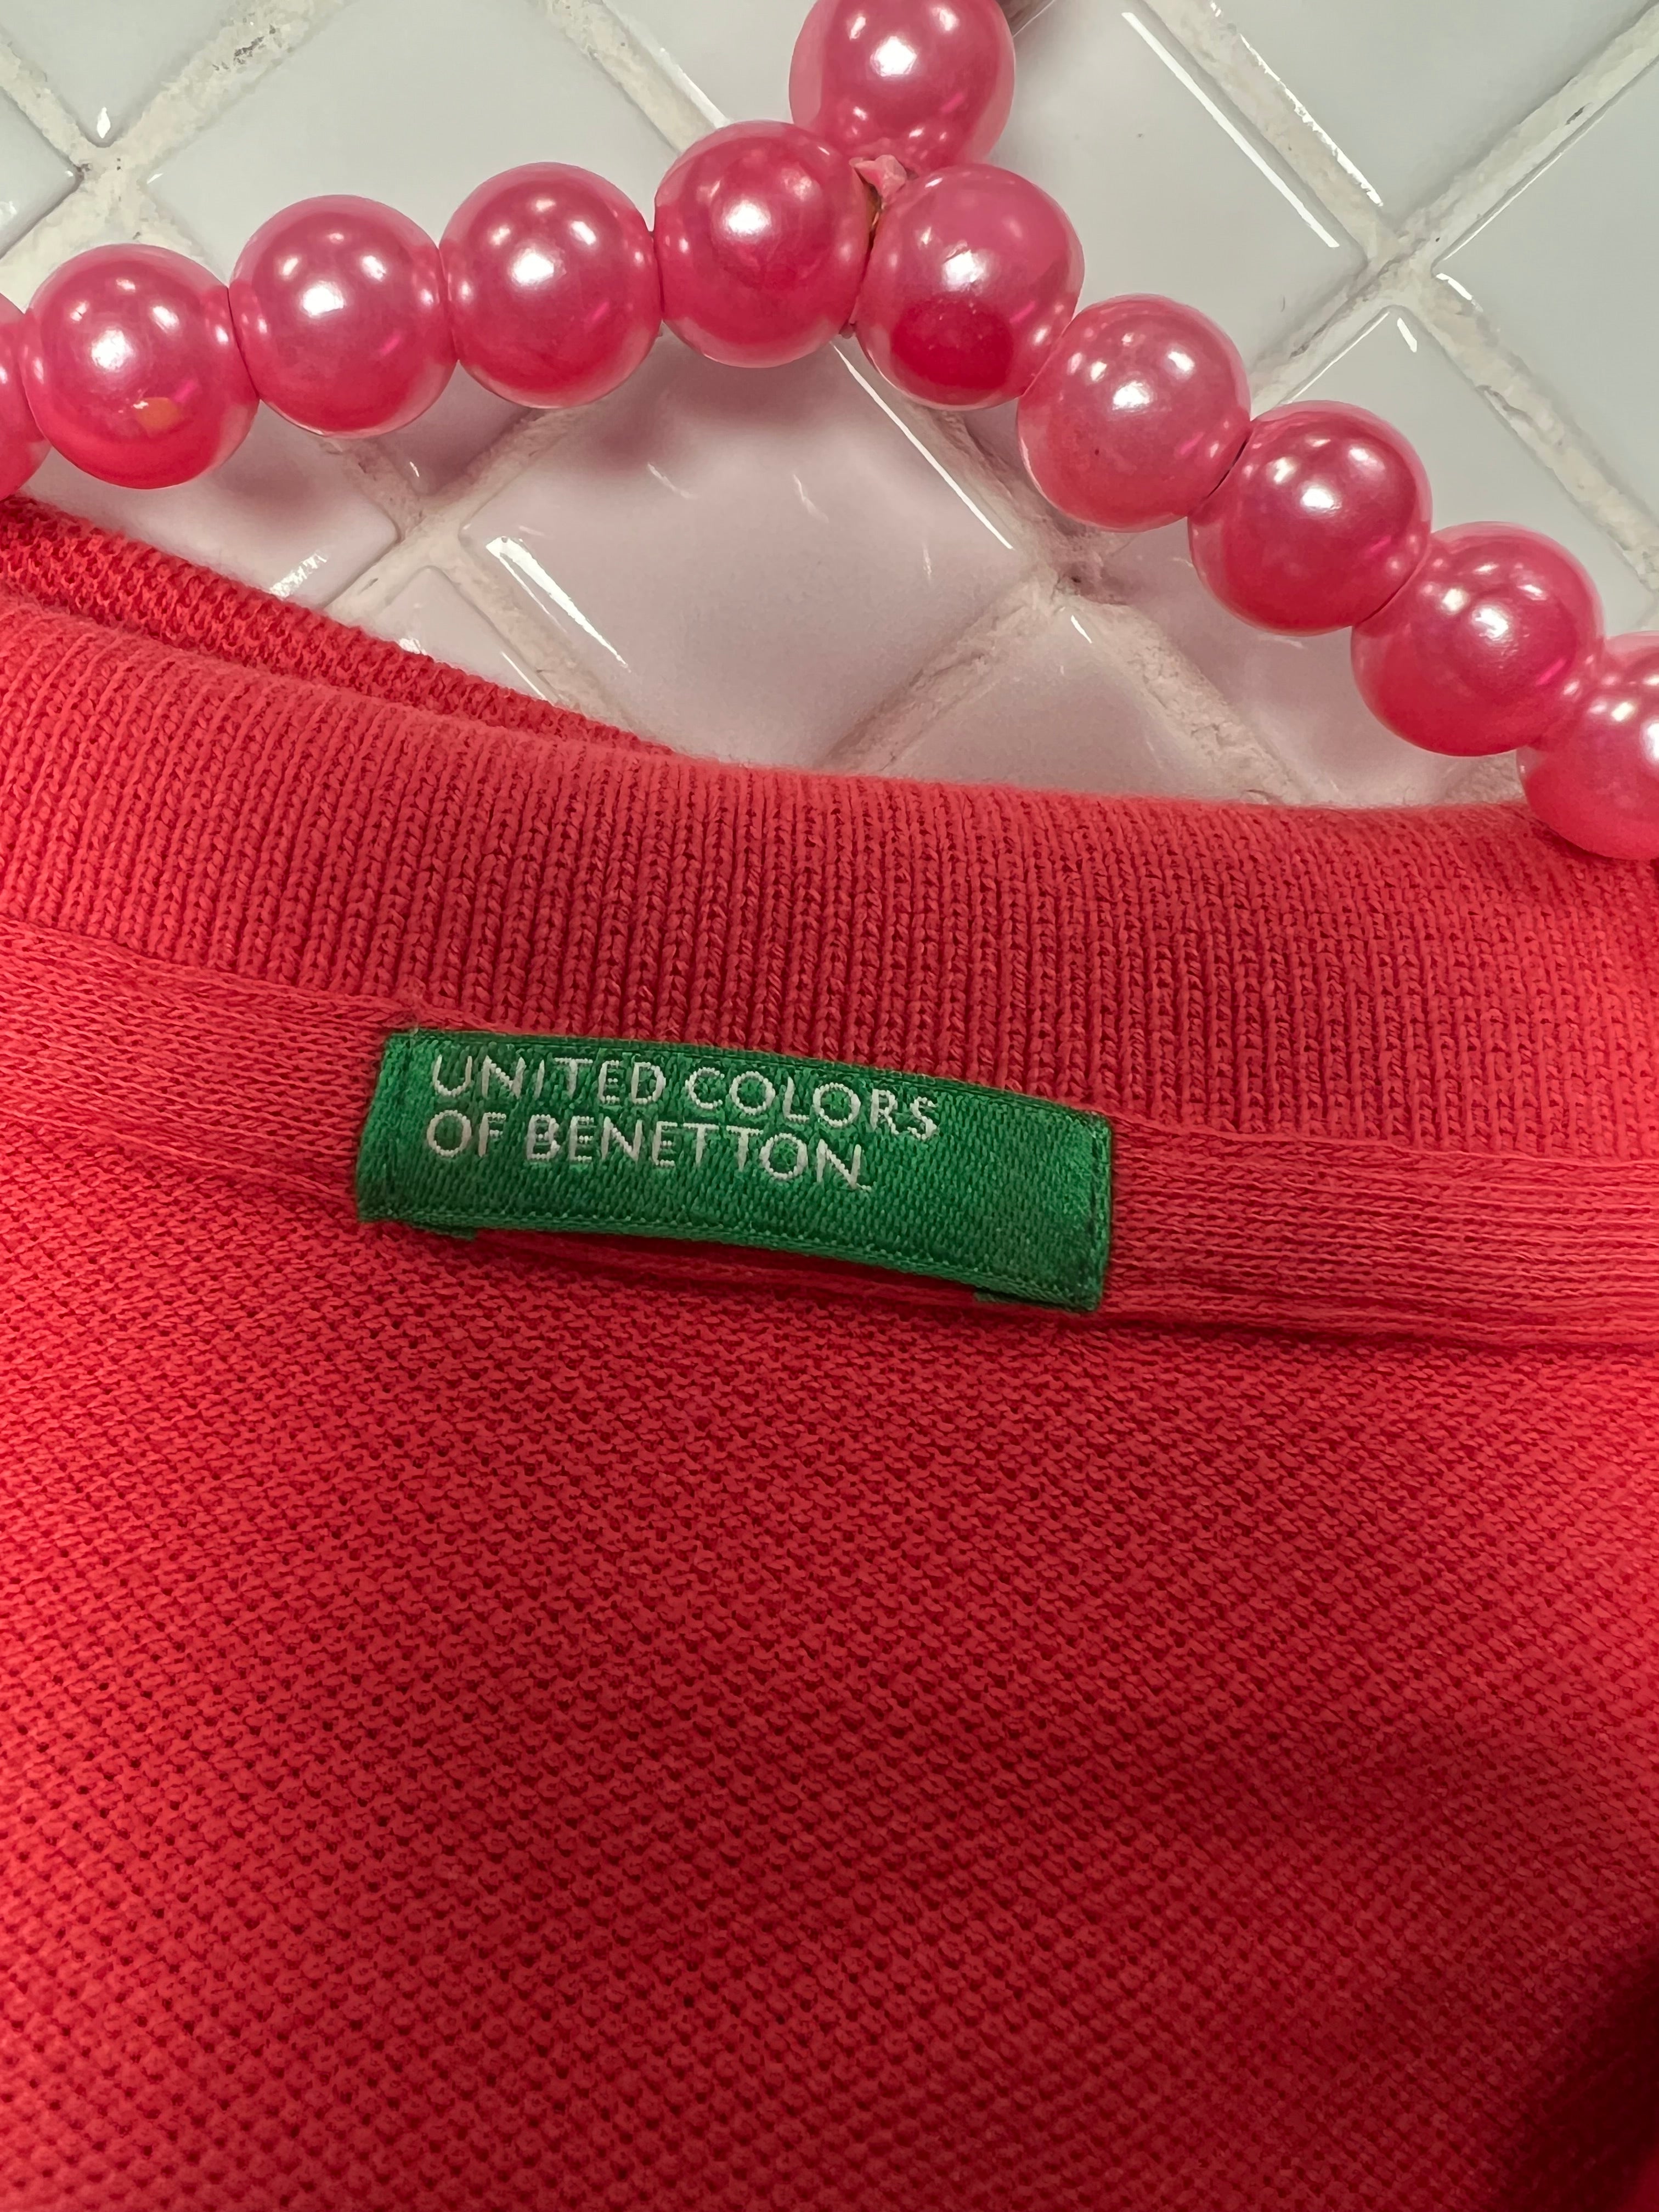 UNITED COLORS
OF BENETTON.